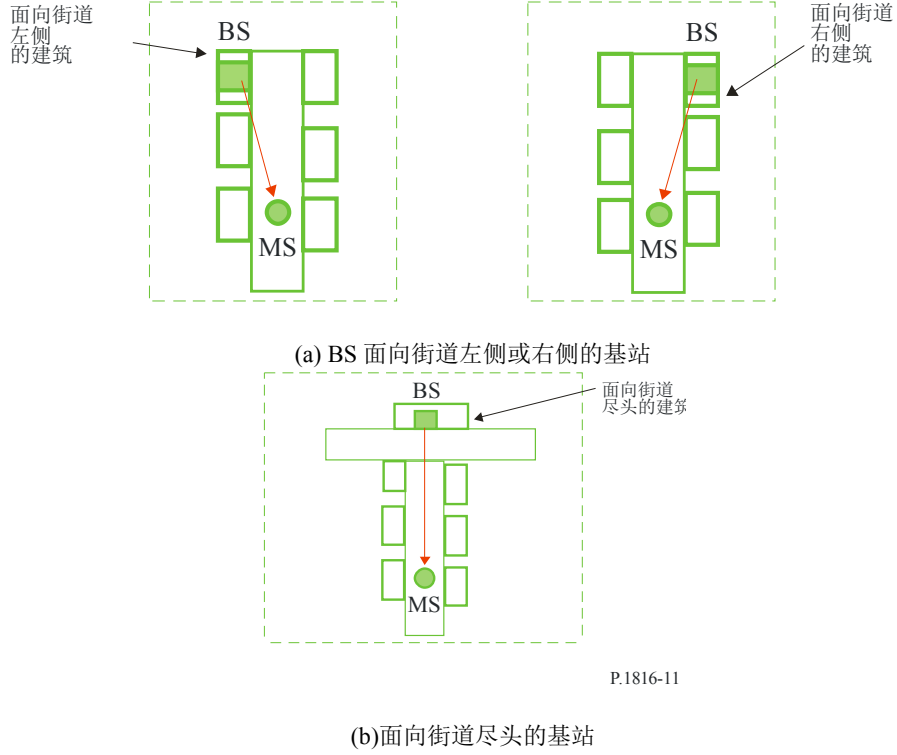 面向街道
左侧
的建筑
BS
MS
面向街道
右侧
的建筑
BS
MS
(a) BS 面向街道左侧或右侧的基站
BS
面向街道
尽头的建筑
MS
P.1816-11
(b)面向街道尽头的基站